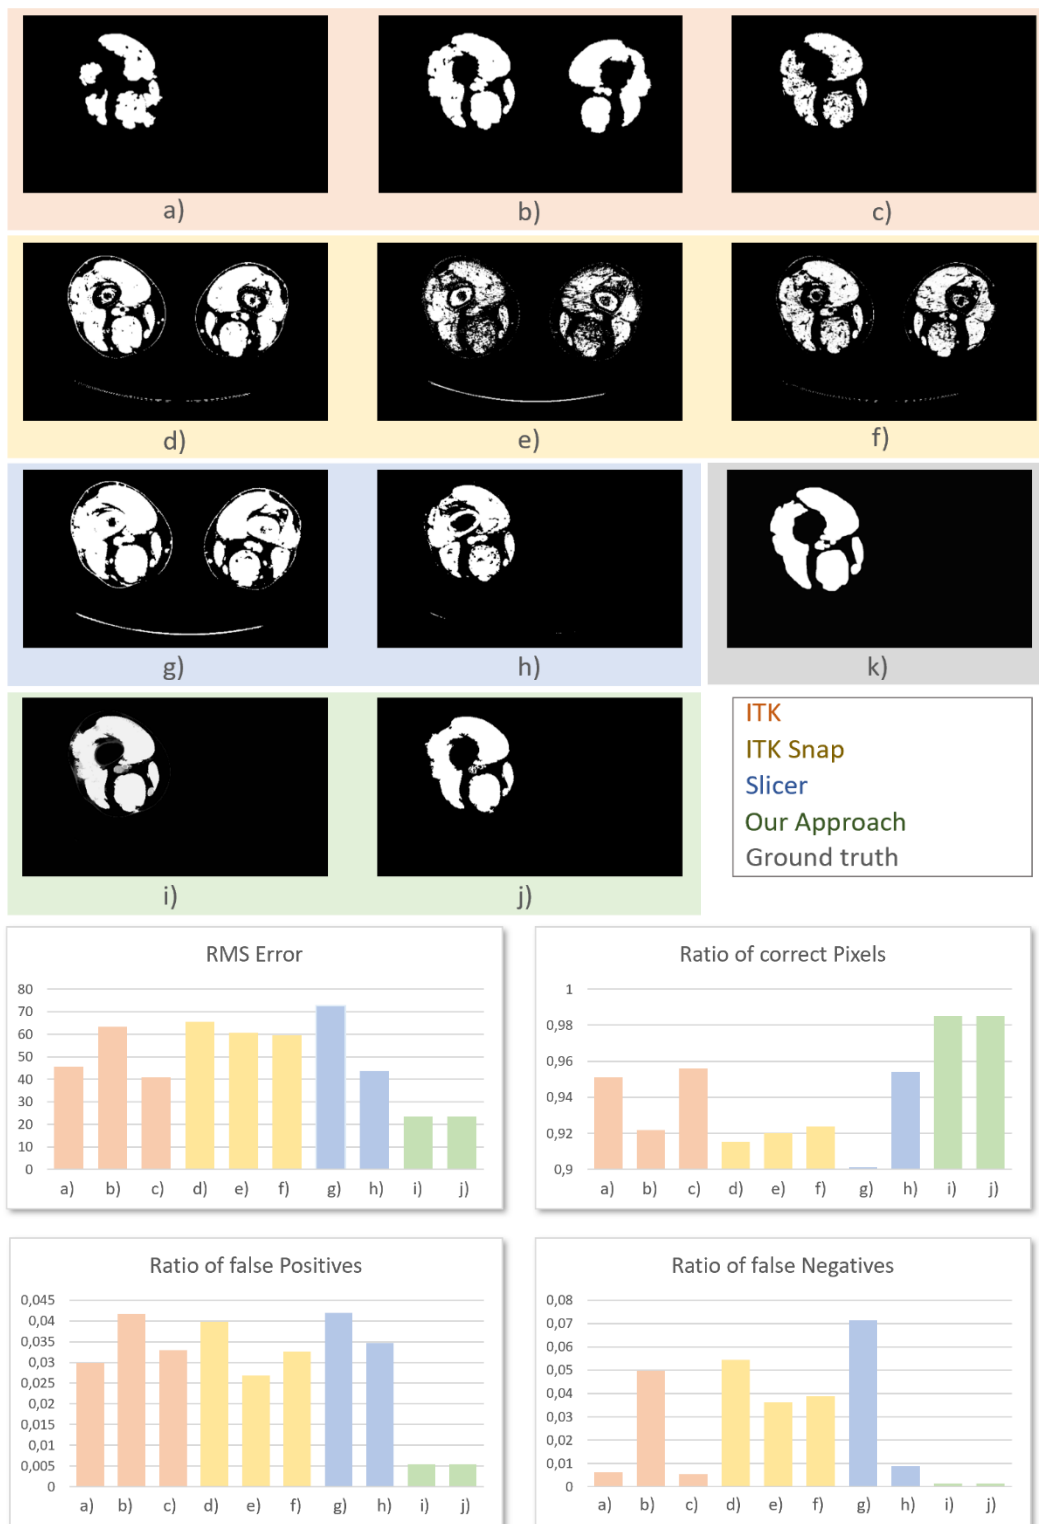 a) b) c)
d) e) f)
g) h) k)
ITK
ITK Snap
Slicer
Our Approach
Ground truth
i) j)
RMS Error
80
70
60
50
40
30
20
10
0
a) b) c) d) e) f) g) h) i) j)
Ratio of correct Pixels
1
0,98
0,96
0,94
0,92
0,9
a) b) c) d) e) f) g) h) i) j)
Ratio of false Positives
0,045
0,04
0,035
0,03
0,025
0,02
0,015
0,01
0,005
0
a) b) c) d) e) f) g) h) i) j)
Ratio of false Negatives
0,08
0,07
0,06
0,05
0,04
0,03
0,02
0,01
0
a) b) c) d) e) f) g) h) i) j)